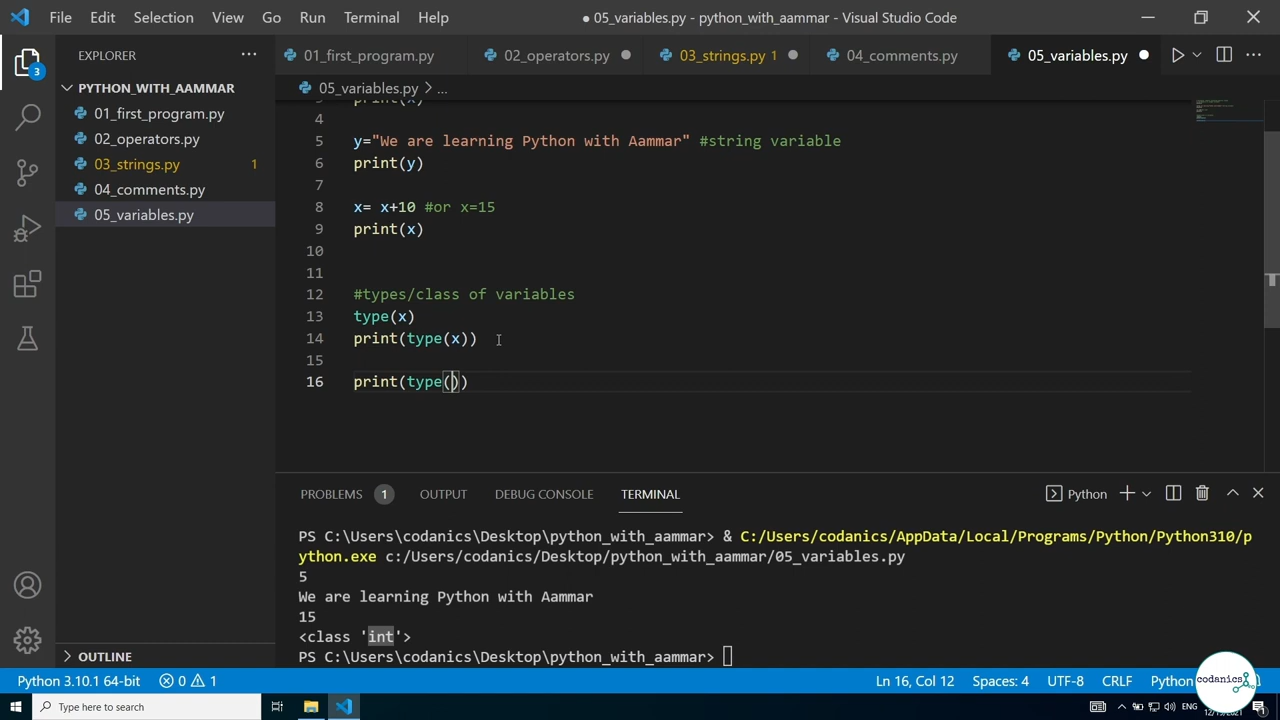 File Edit Selection View Go Run Terminal Help
● 05_variables.py - python_with_aammar - Visual Studio Code
EXPLORER
01_first_program.py 02_operators.py 03_strings.py 1 04_comments.py 05_variables.py
3
PYTHON_WITH_AAMMAR
01_first_program.py
02_operators.py
03_strings.py 1
04_comments.py
05_variables.py
05_variables.py > ...
print(x)
4
5 y="We are learning Python with Aammar" #string variable
6 print(y)
7
8 x= x+10 #or x=15
9 print(x)
10
11
12 #types/class of variables
13 type(x)
14 print(type(x))
15
16 print(type())
PROBLEMS 1 OUTPUT DEBUG CONSOLE TERMINAL
Python
PS C:\Users\codanics\Desktop\python_with_aammar> & C:/Users/codanics/AppData/Local/Programs/Python/Python310/p
ython.exe c:/Users/codanics/Desktop/python_with_aammar/05_variables.py
5
We are learning Python with Aammar
15
<class 'int'>
PS C:\Users\codanics\Desktop\python_with_aammar>
OUTLINE
Python 3.10.1 64-bit 0 1 Ln 16, Col 12 Spaces: 4 UTF-8 CRLF Python
codanics
Type here to search
ENG